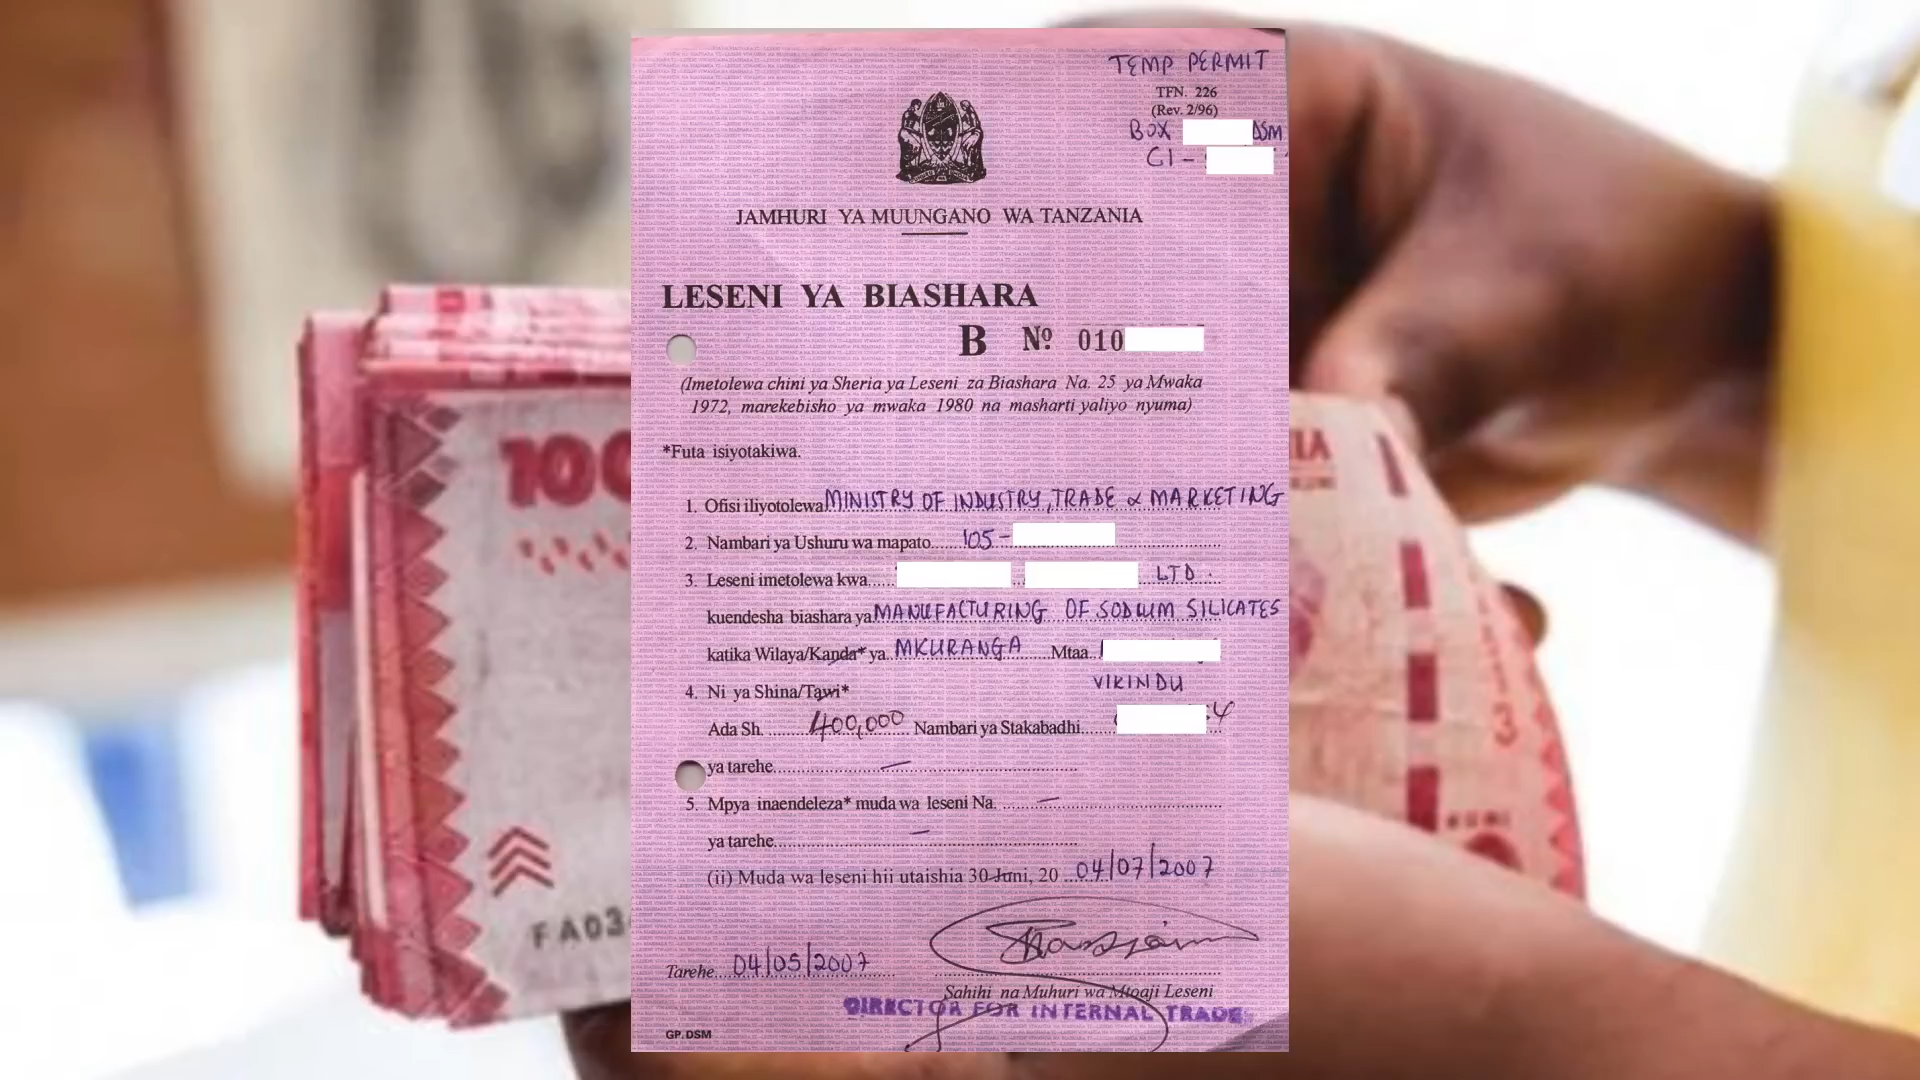 TEMP PERMIT
TFN. 226
(Rev. 2/96)
BOX DSM
C1 -
JAMHURI YA MUUNGANO WA TANZANIA
LESENI YA BIASHARA
B Nº 010
(Imetolewa chini ya Sheria ya Leseni za Biashara Na. 25 ya Mwaka
1972, marekebisho ya mwaka 1980 na masharti yaliyo nyuma)
*Futa isiyotakiwa.
1. Ofisi iliyotolewa MINISTRY OF INDUSTRY, TRADE & MARKETING
2. Nambari ya Ushuru wa mapato 105 -
3. Leseni imetolewa kwa LTD.
kuendesha biashara ya MANUFACTURING OF SODIUM SILICATES
katika Wilaya/Kanda* ya MKURANGA Mtaa
VIKINDU
4. Ni ya Shina/Tawi*
Ada Sh. 400,000 Nambari ya Stakabadhi 4
ya tarehe —
5. Mpya inaendeleza* muda wa leseni Na. —
ya tarehe —
(ii) Muda wa leseni hii utaishia 30 Juni, 20 04/07/2007
Tarehe 04/05/2007
Sahihi na Muhuri wa Mtoaji Leseni
DIRECTOR FOR INTERNAL TRADE
GP. DSM
100
FA03